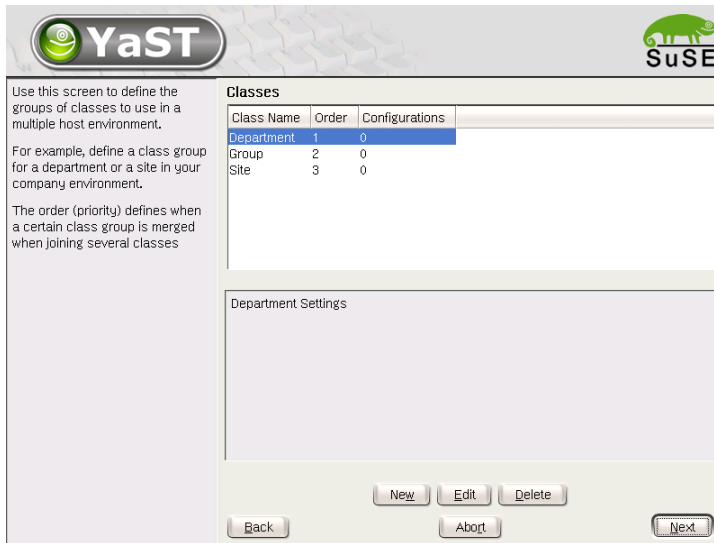 YaST
SuSE
Use this screen to define the
groups of classes to use in a
multiple host environment.
For example, define a class group
for a department or a site in your
company environment.
The order (priority) defines when
a certain class group is merged
when joining several classes
Classes
Class Name Order Configurations
Department 1 0
Group 2 0
Site 3 0
Department Settings
New Edit Delete
Back Abort Next